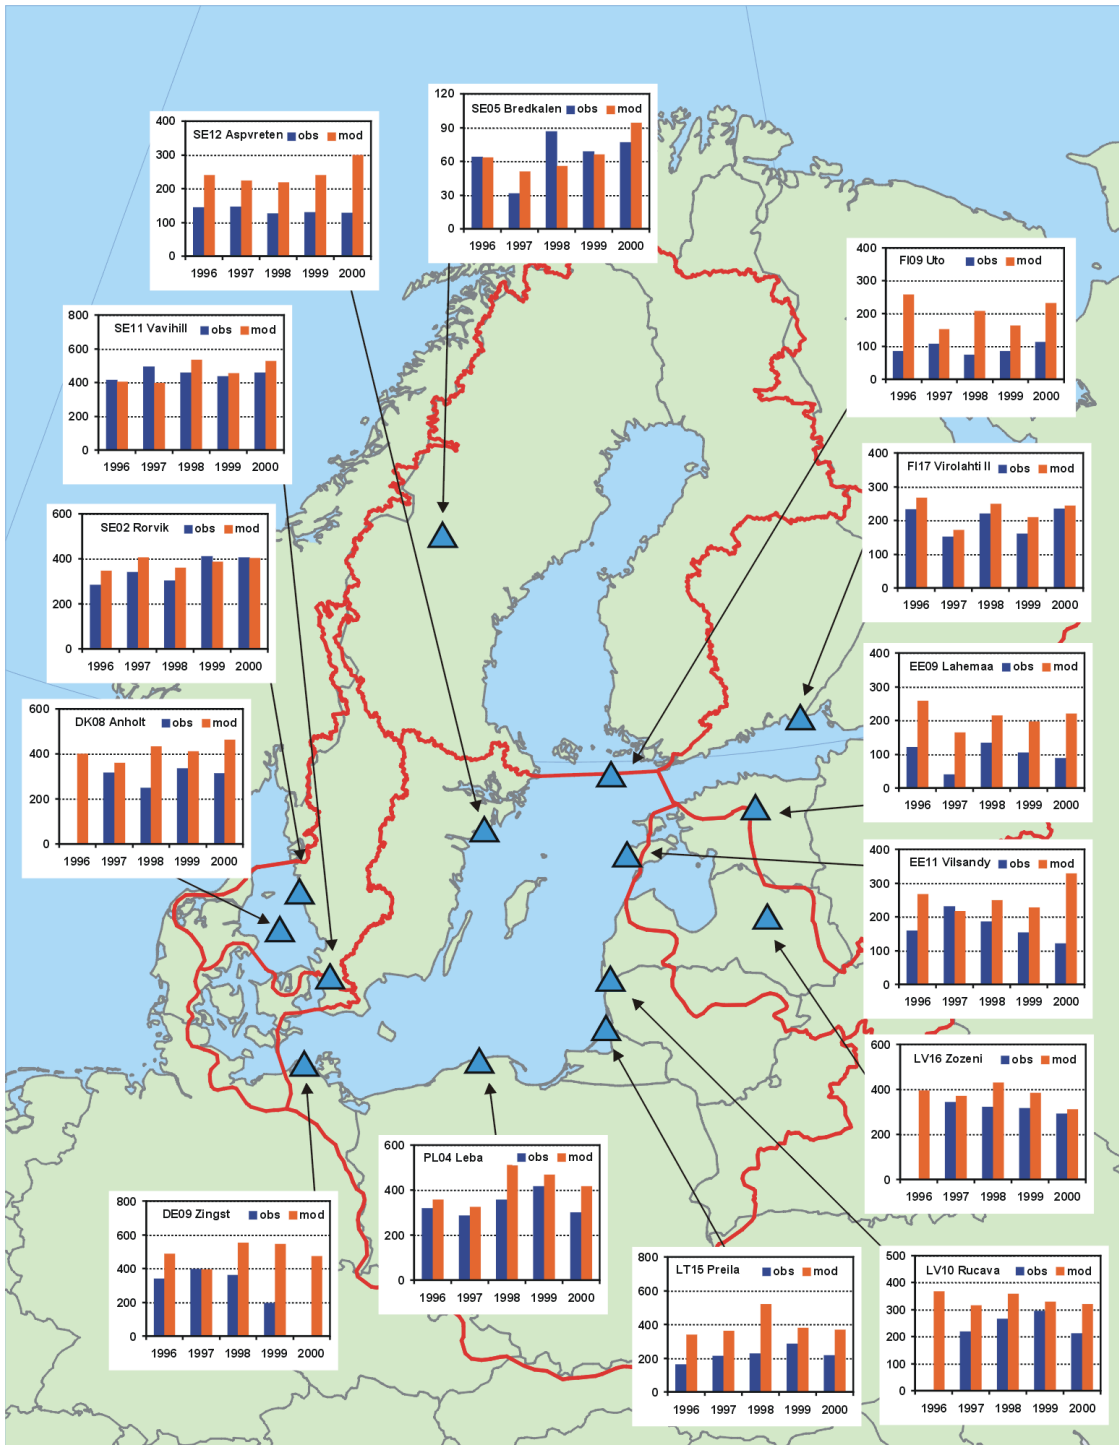 SE05 Bredkalen obs mod
120
90
60
30
0
1996 1997 1998 1999 2000
SE12 Aspvreten obs mod
400
300
200
100
0
1996 1997 1998 1999 2000
FI09 Uto obs mod
400
300
200
100
0
1996 1997 1998 1999 2000
SE11 Vavihill obs mod
800
600
400
200
0
1996 1997 1998 1999 2000
FI17 Virolahti II obs mod
400
300
200
100
0
1996 1997 1998 1999 2000
SE02 Rorvik obs mod
600
400
200
0
1996 1997 1998 1999 2000
EE09 Lahemaa obs mod
400
300
200
100
0
1996 1997 1998 1999 2000
DK08 Anholt obs mod
600
400
200
0
1996 1997 1998 1999 2000
EE11 Vilsandy obs mod
400
300
200
100
0
1996 1997 1998 1999 2000
LV16 Zozeni obs mod
600
400
200
0
1996 1997 1998 1999 2000
PL04 Leba obs mod
600
400
200
0
1996 1997 1998 1999 2000
DE09 Zingst obs mod
800
600
400
200
0
1996 1997 1998 1999 2000
LT15 Preila obs mod
800
600
400
200
0
1996 1997 1998 1999 2000
LV10 Rucava obs mod
500
400
300
200
100
0
1996 1997 1998 1999 2000